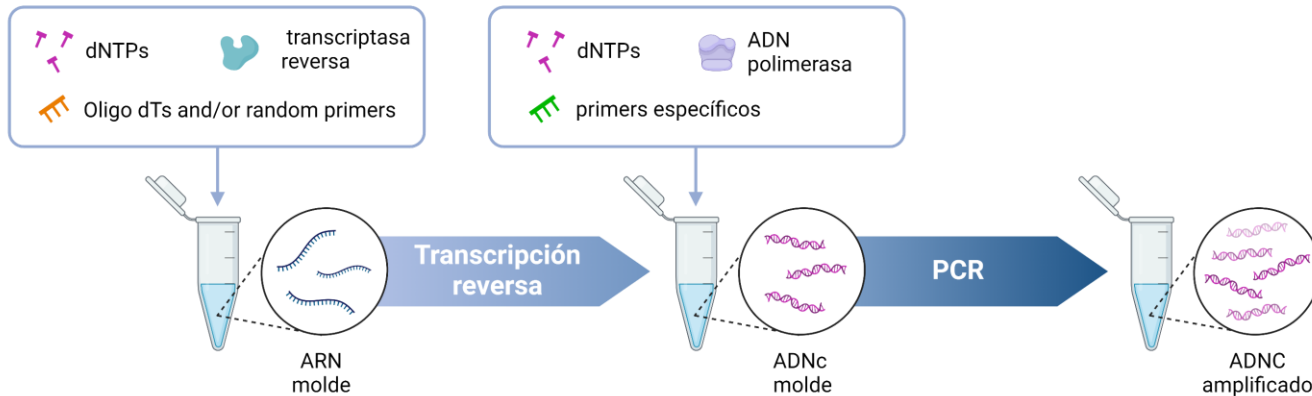 dNTPs
transcriptasa
reversa
Oligo dTs and/or random primers
dNTPs
ADN
polimerasa
primers específicos
Transcripción
reversa
PCR
ARN
molde
ADNc
molde
ADNC
amplificado